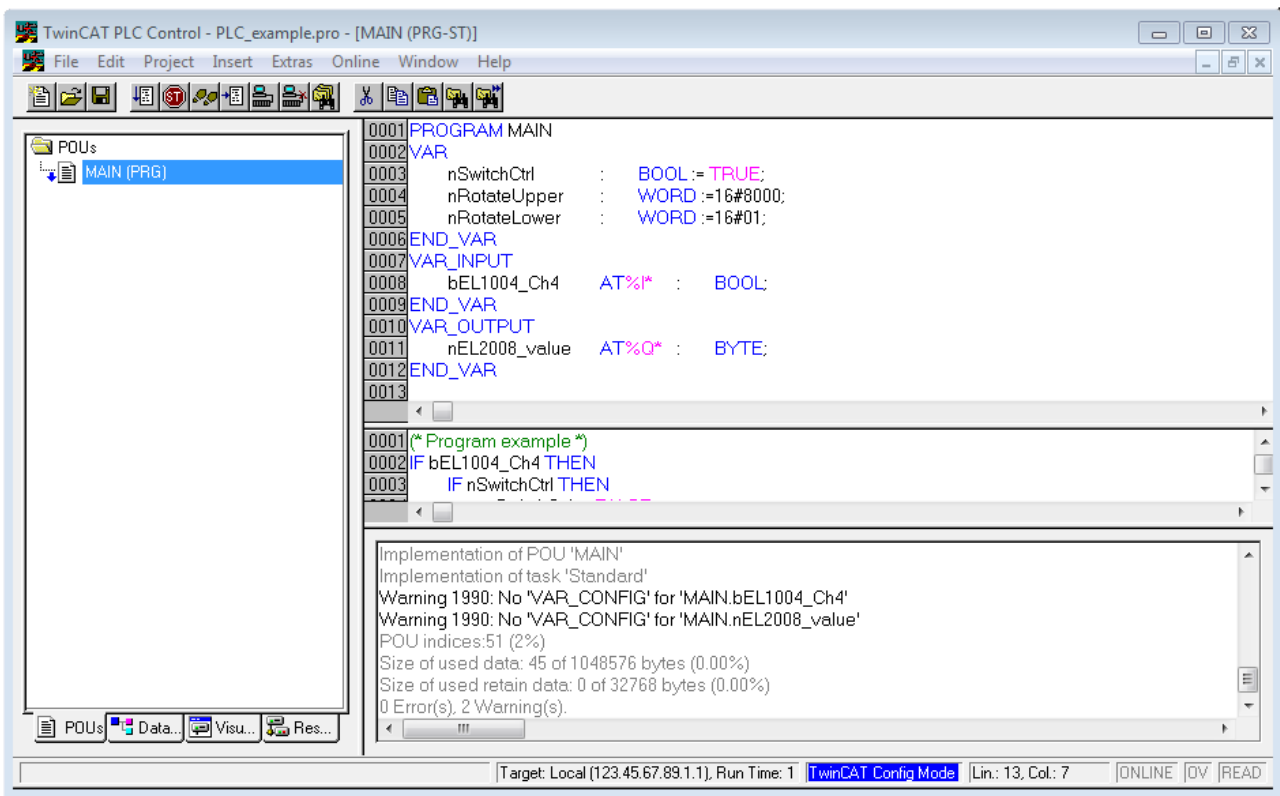 TwinCAT PLC Control - PLC_example.pro - [MAIN (PRG-ST)]
File Edit Project Insert Extras Online Window Help
POUs
MAIN (PRG)
0001 PROGRAM MAIN
0002 VAR
0003 nSwitchCtrl : BOOL := TRUE;
0004 nRotateUpper : WORD :=16#8000;
0005 nRotateLower : WORD :=16#01;
0006 END_VAR
0007 VAR_INPUT
0008 bEL1004_Ch4 AT%I* : BOOL;
0009 END_VAR
0010 VAR_OUTPUT
0011 nEL2008_value AT%Q* : BYTE;
0012 END_VAR
0013
0001 (* Program example *)
0002 IF bEL1004_Ch4 THEN
0003 IF nSwitchCtrl THEN
Implementation of POU 'MAIN'
Implementation of task 'Standard'
Warning 1990: No 'VAR_CONFIG' for 'MAIN.bEL1004_Ch4'
Warning 1990: No 'VAR_CONFIG' for 'MAIN.nEL2008_value'
POU indices:51 (2%)
Size of used data: 45 of 1048576 bytes (0.00%)
Size of used retain data: 0 of 32768 bytes (0.00%)
0 Error(s), 2 Warning(s).
POUs Data... Visu... Res...
Target: Local (123.45.67.89.1.1), Run Time: 1 TwinCAT Config Mode Lin.: 13, Col.: 7 ONLINE OV READ